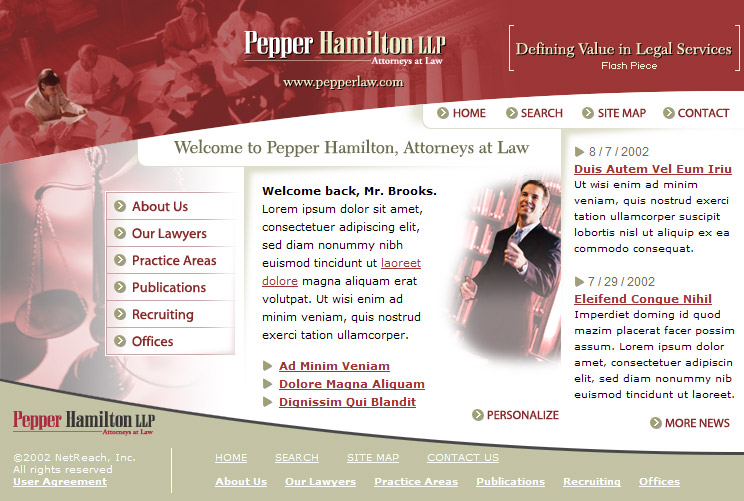 Pepper Hamilton LLP
Attorneys at Law
www.pepperlaw.com
Defining Value in Legal Services
Flash Piece
HOME SEARCH SITE MAP CONTACT
Welcome to Pepper Hamilton, Attorneys at Law
About Us
Our Lawyers
Practice Areas
Publications
Recruiting
Offices
Welcome back, Mr. Brooks.
Lorem ipsum dolor sit amet,
consectetuer adipiscing elit,
sed diam nonummy nibh
euismod tincidunt ut laoreet
dolore magna aliquam erat
volutpat. Ut wisi enim ad
minim veniam, quis nostrud
exerci tation ullamcorper.
Ad Minim Veniam
Dolore Magna Aliquam
Dignissim Qui Blandit
PERSONALIZE
8 / 7 / 2002
Duis Autem Vel Eum Iriu
Ut wisi enim ad minim
veniam, quis nostrud exerci
tation ullamcorper suscipit
lobortis nisl ut aliquip ex ea
commodo consequat.
7 / 29 / 2002
Eleifend Congue Nihil
Imperdiet doming id quod
mazim placerat facer possim
assum. Lorem ipsum dolor sit
amet, consectetuer adipiscin
elit, sed diam nonummy nibh
euismod tincidunt ut laoreet.
MORE NEWS
Pepper Hamilton LLP
Attorneys at Law
©2002 NetReach, Inc.
All rights reserved
User Agreement
HOME SEARCH SITE MAP CONTACT US
About Us Our Lawyers Practice Areas Publications Recruiting Offices